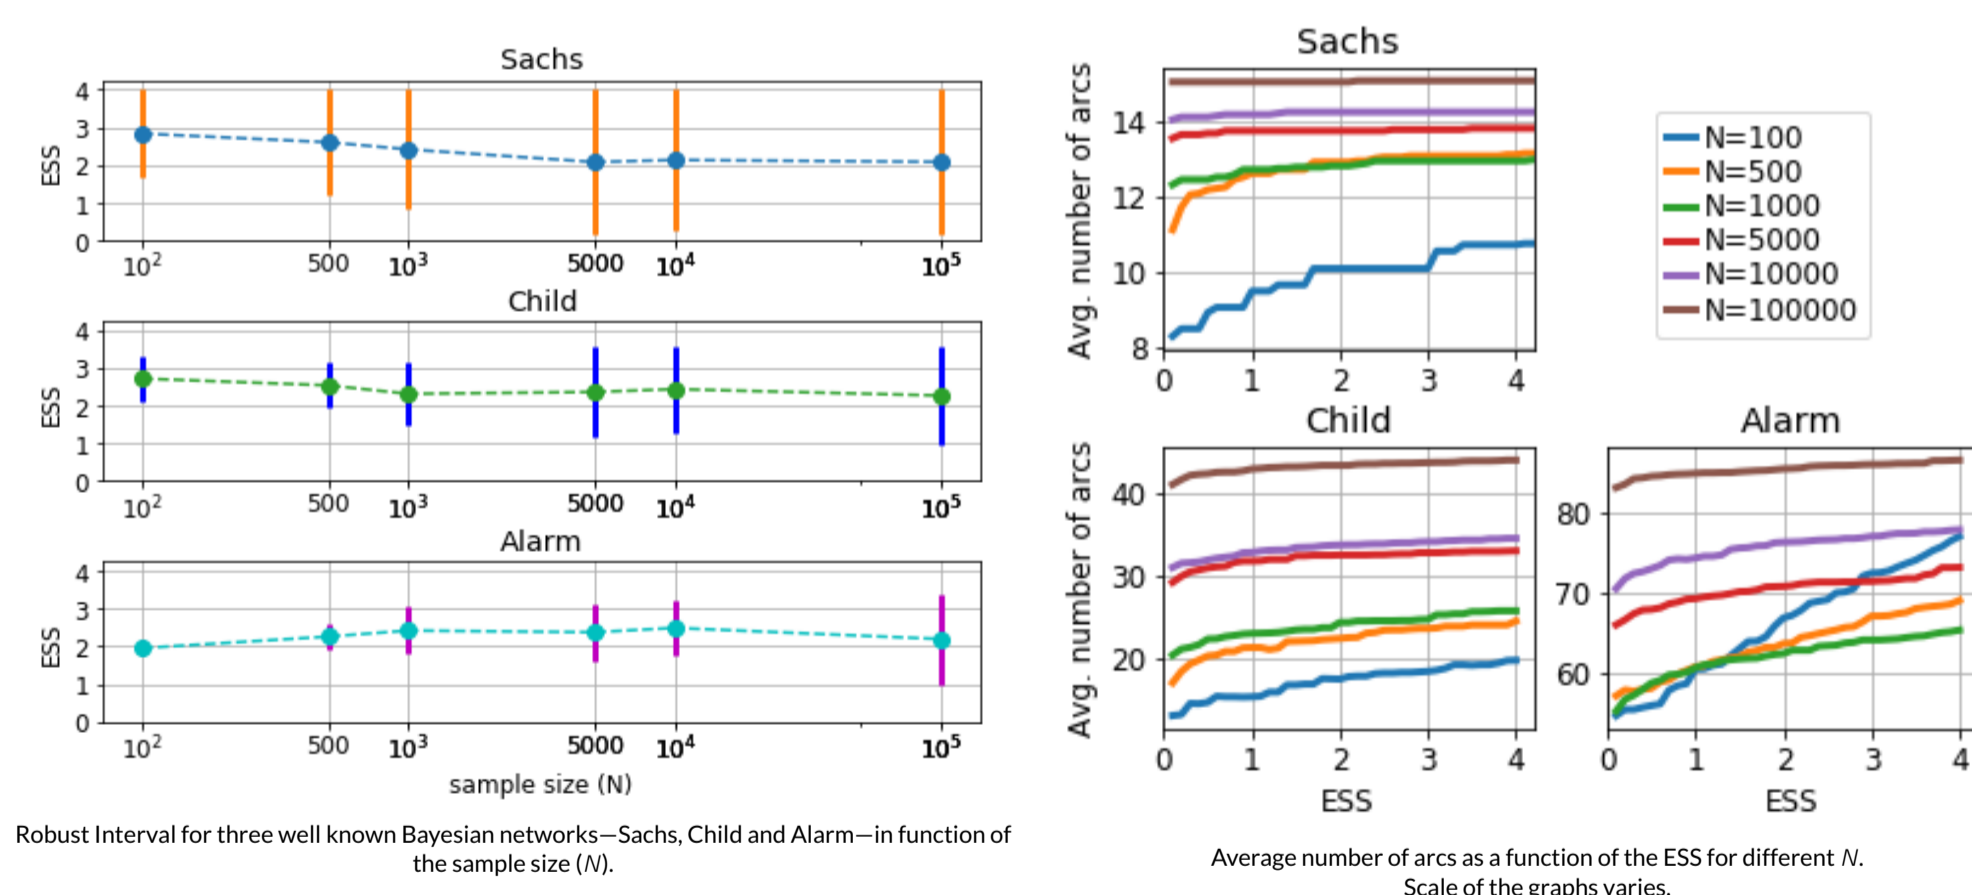 Sachs
4
3
2
1
0
ESS
10²
500
10³
5000
10⁴
10⁵
Child
4
3
2
1
0
ESS
10²
500
10³
5000
10⁴
10⁵
Alarm
4
3
2
1
0
ESS
10²
500
10³
5000
10⁴
10⁵
sample size (N)
Robust Interval for three well known Bayesian networks—Sachs, Child and Alarm—in function of
the sample size (N).
Sachs
Avg. number of arcs
14
12
10
8
0 1 2 3 4
N=100
N=500
N=1000
N=5000
N=10000
N=100000
Child
Avg. number of arcs
40
30
20
0 1 2 3 4
ESS
Alarm
80
70
60
0 1 2 3 4
ESS
Average number of arcs as a function of the ESS for different N.
Scale of the graphs varies.